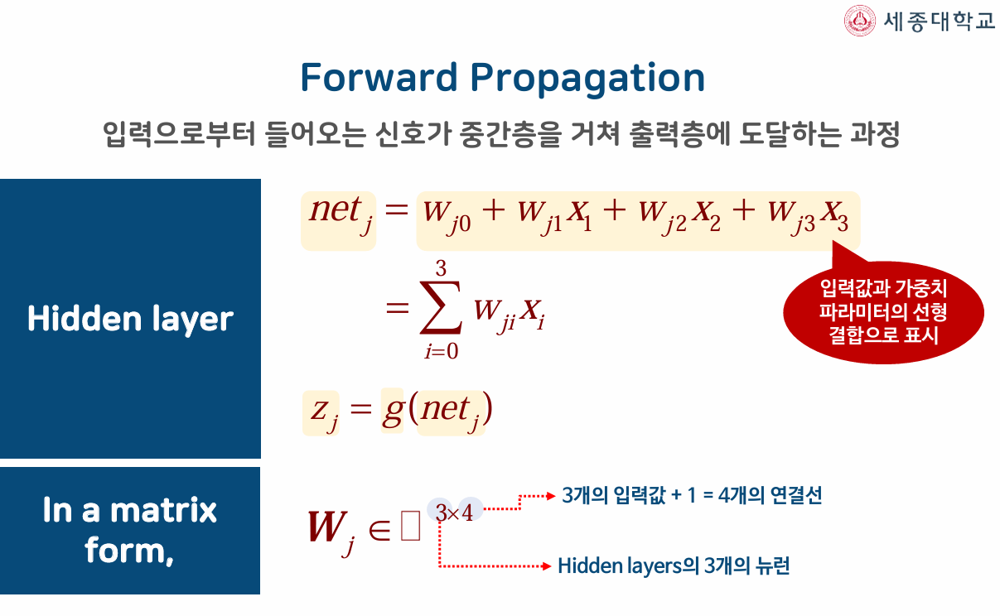 세종대학교
Forward Propagation
입력으로부터 들어오는 신호가 중간층을 거쳐 출력층에 도달하는 과정
Hidden layer
net_j = w_{j0} + w_{j1}x_1 + w_{j2}x_2 + w_{j3}x_3
= \sum_{i=0}^{3} w_{ji}x_i
입력값과 가중치
파라미터의 선형
결합으로 표시
z_j = g(net_j)
In a matrix
form,
W_j ∈ □^{3×4}
3개의 입력값 + 1 = 4개의 연결선
Hidden layers의 3개의 뉴런